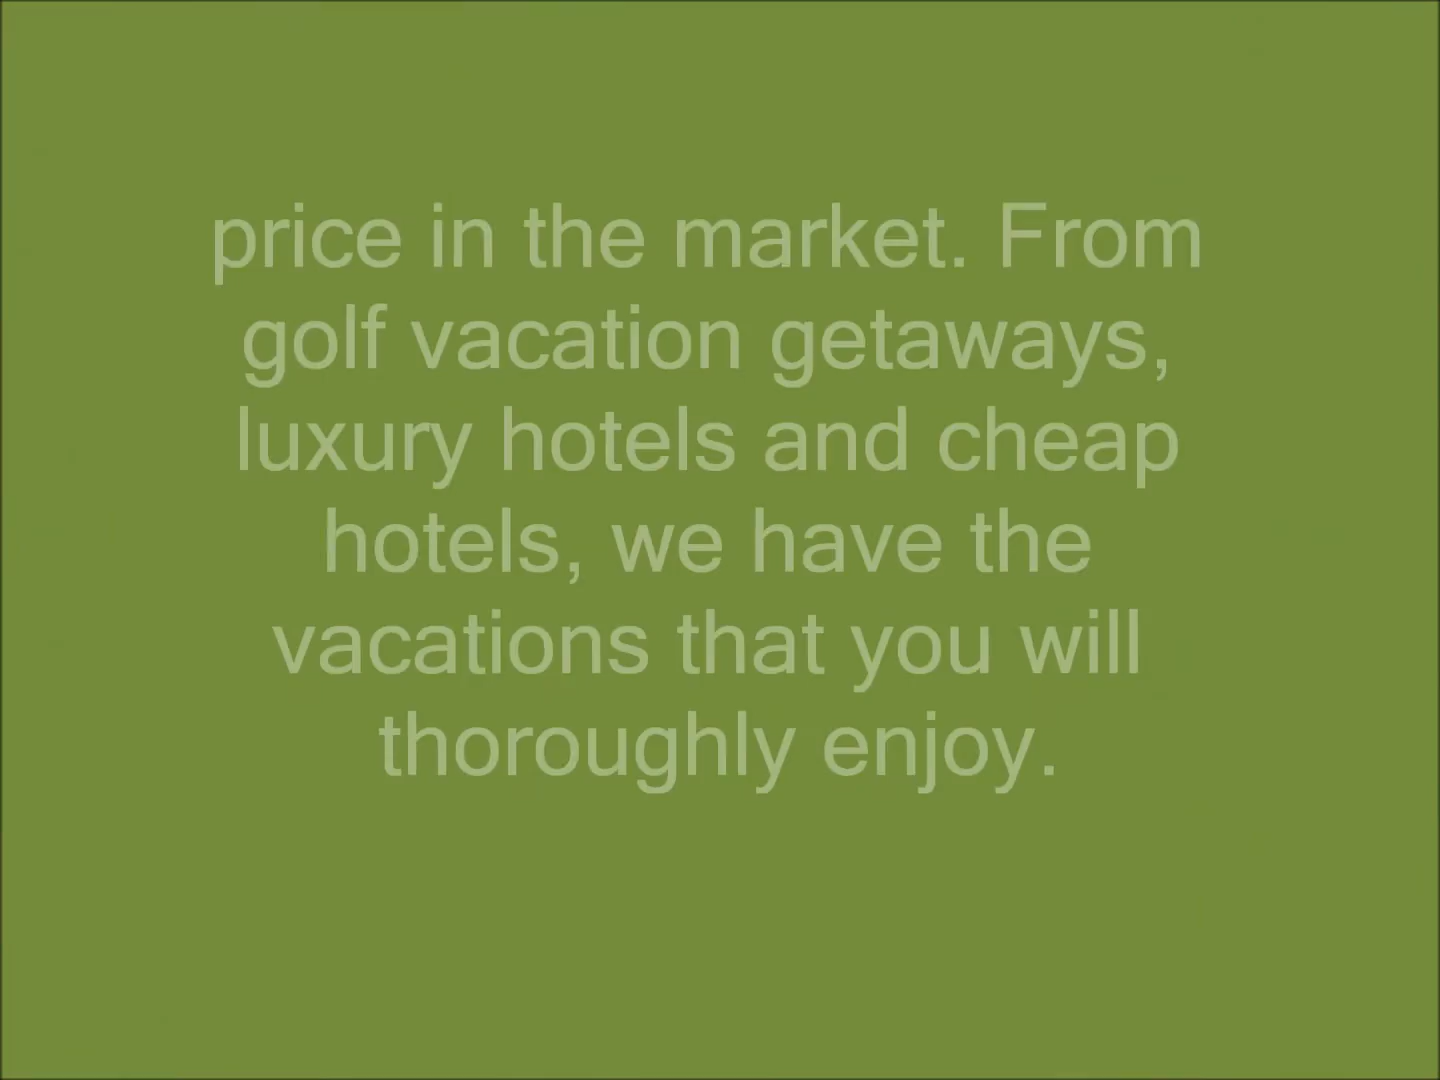 price in the market. From
golf vacation getaways,
luxury hotels and cheap
hotels, we have the
vacations that you will
thoroughly enjoy.